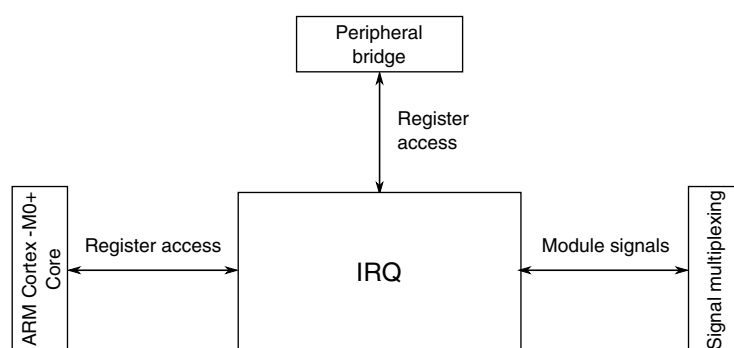 Peripheral
bridge
Register
access
ARM Cortex -M0+
Core
Register access
IRQ
Module signals
Signal multiplexing